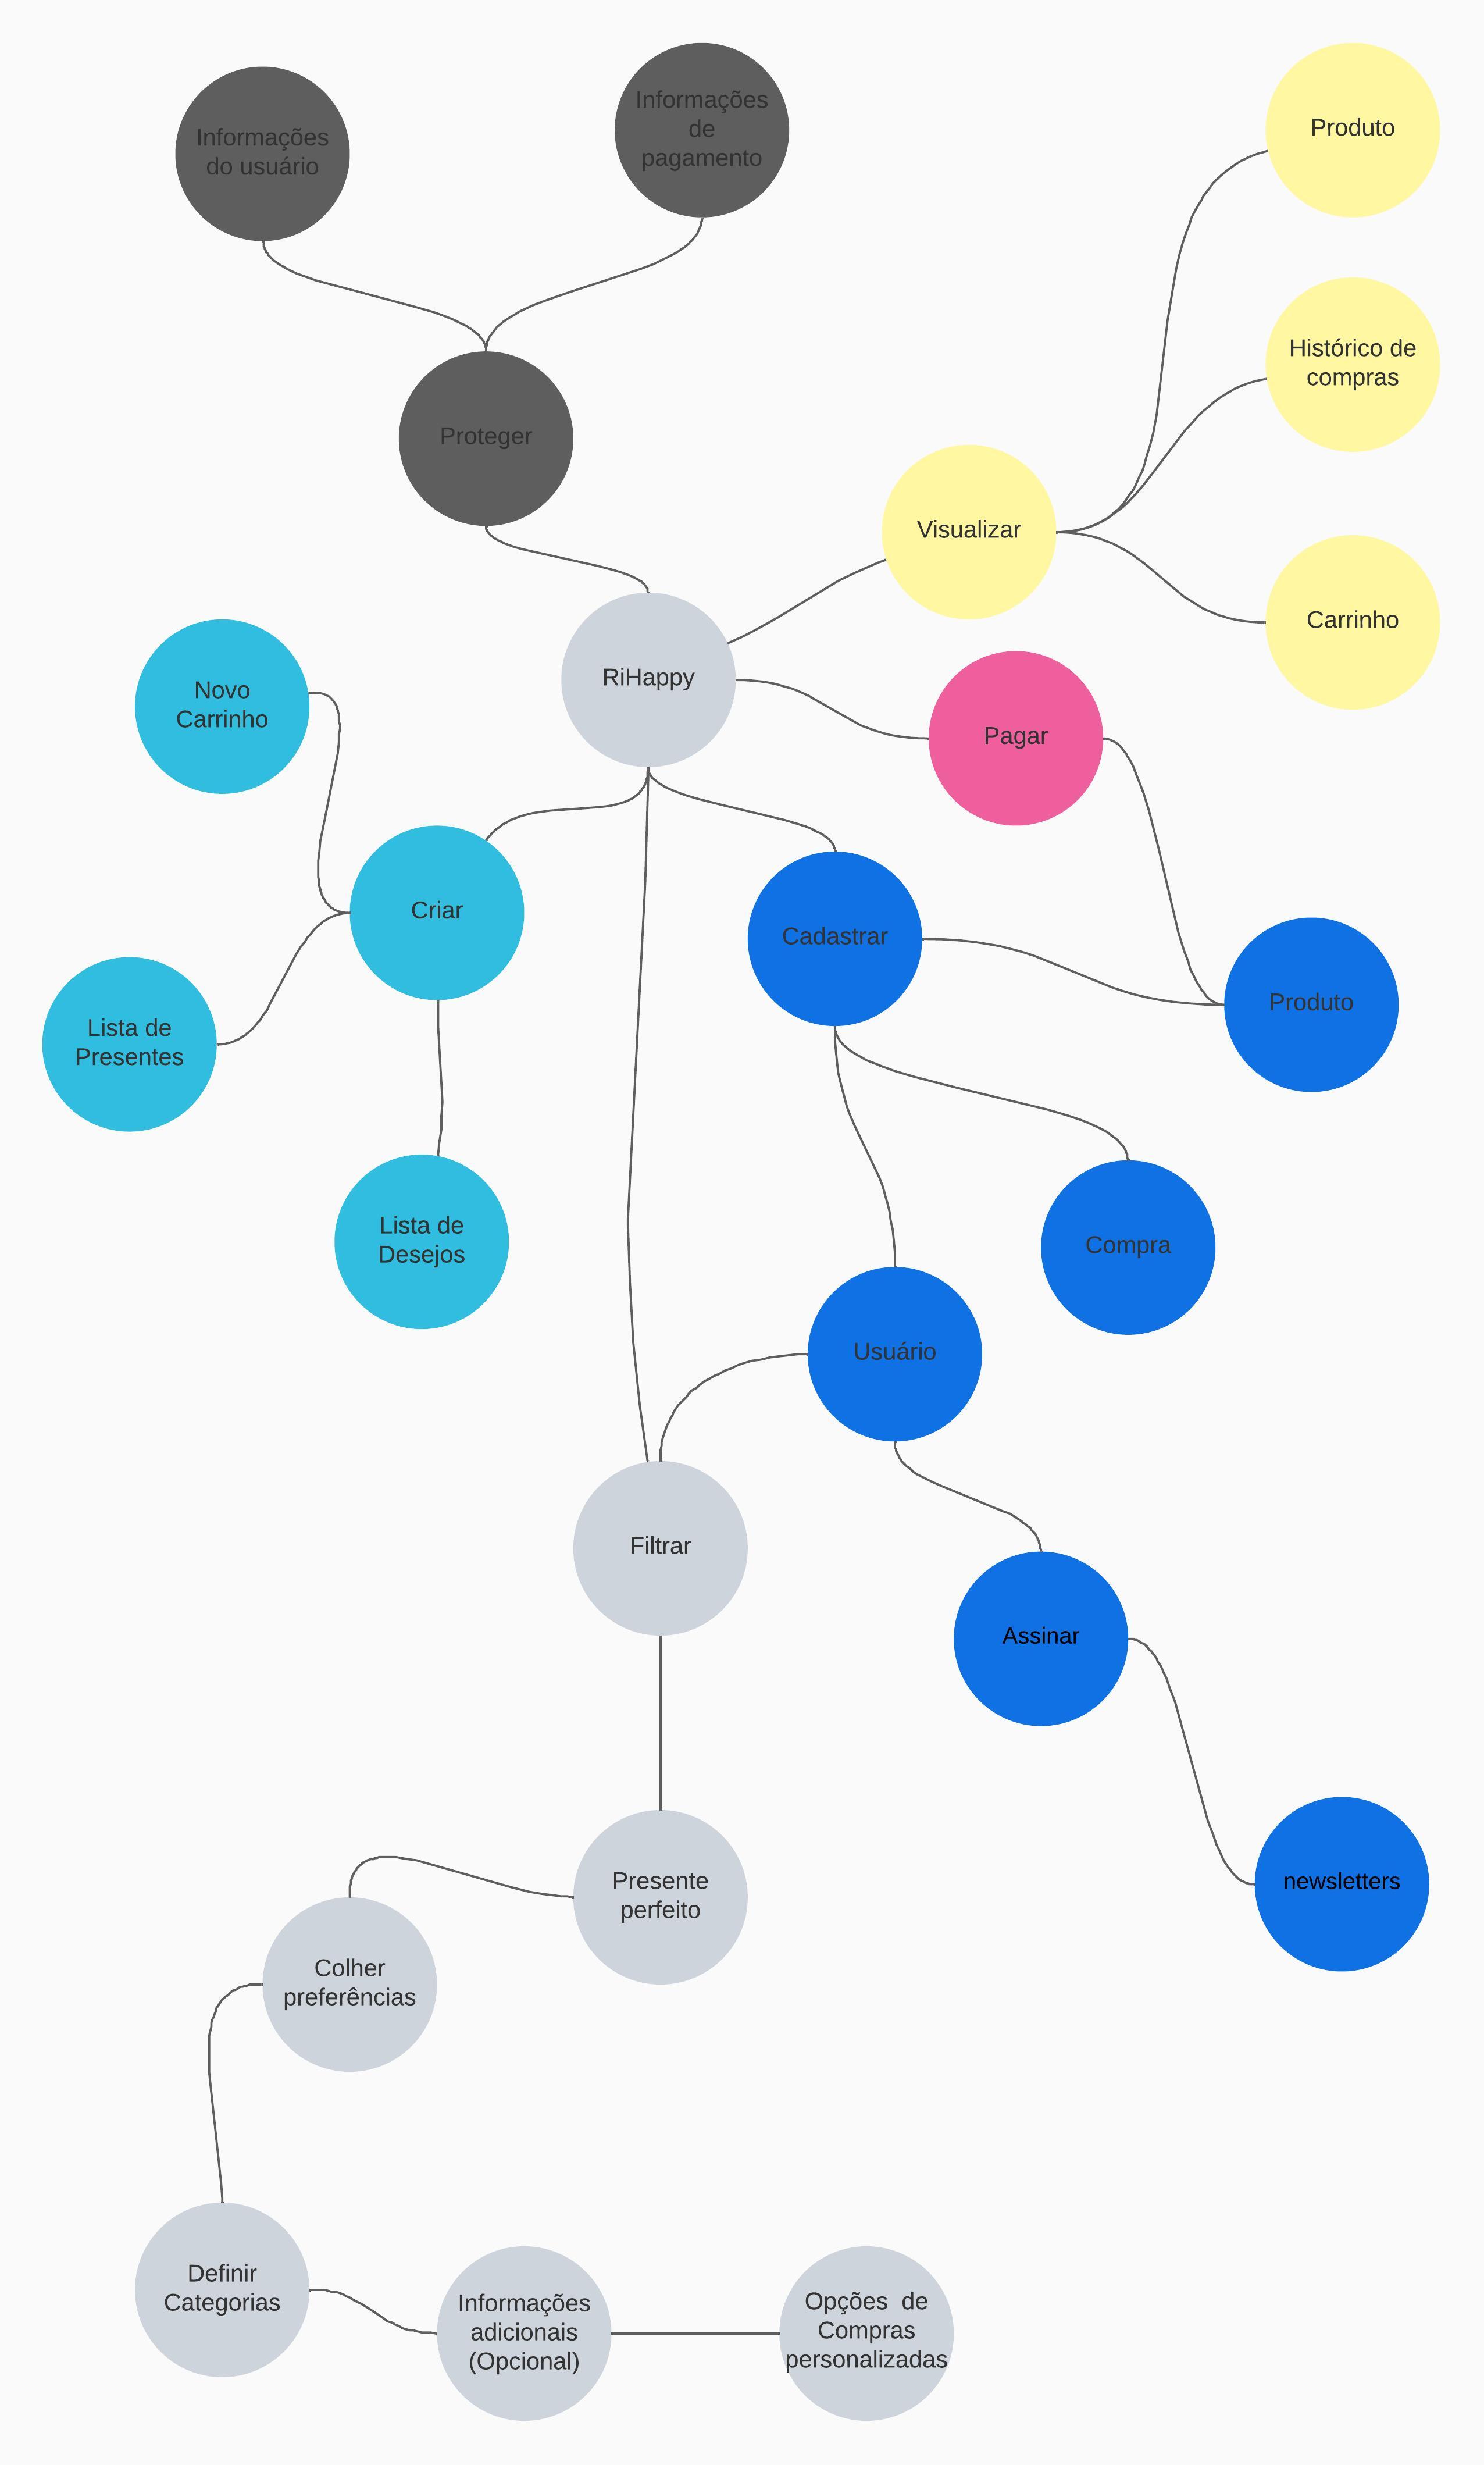 Informações
do usuário
Informações
de
pagamento
Produto
Histórico de
compras
Proteger
Visualizar
Carrinho
RiHappy
Novo
Carrinho
Pagar
Criar
Cadastrar
Produto
Lista de
Presentes
Lista de
Desejos
Compra
Usuário
Filtrar
Assinar
Presente
perfeito
newsletters
Colher
preferências
Definir
Categorias
Informações
adicionais
(Opcional)
Opções  de
Compras
personalizadas